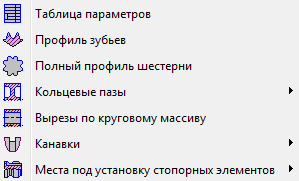 Таблица параметров
Профиль зубьев
Полный профиль шестерни
Кольцевые пазы
Вырезы по круговому массиву
Канавки
Места под установку стопорных элементов